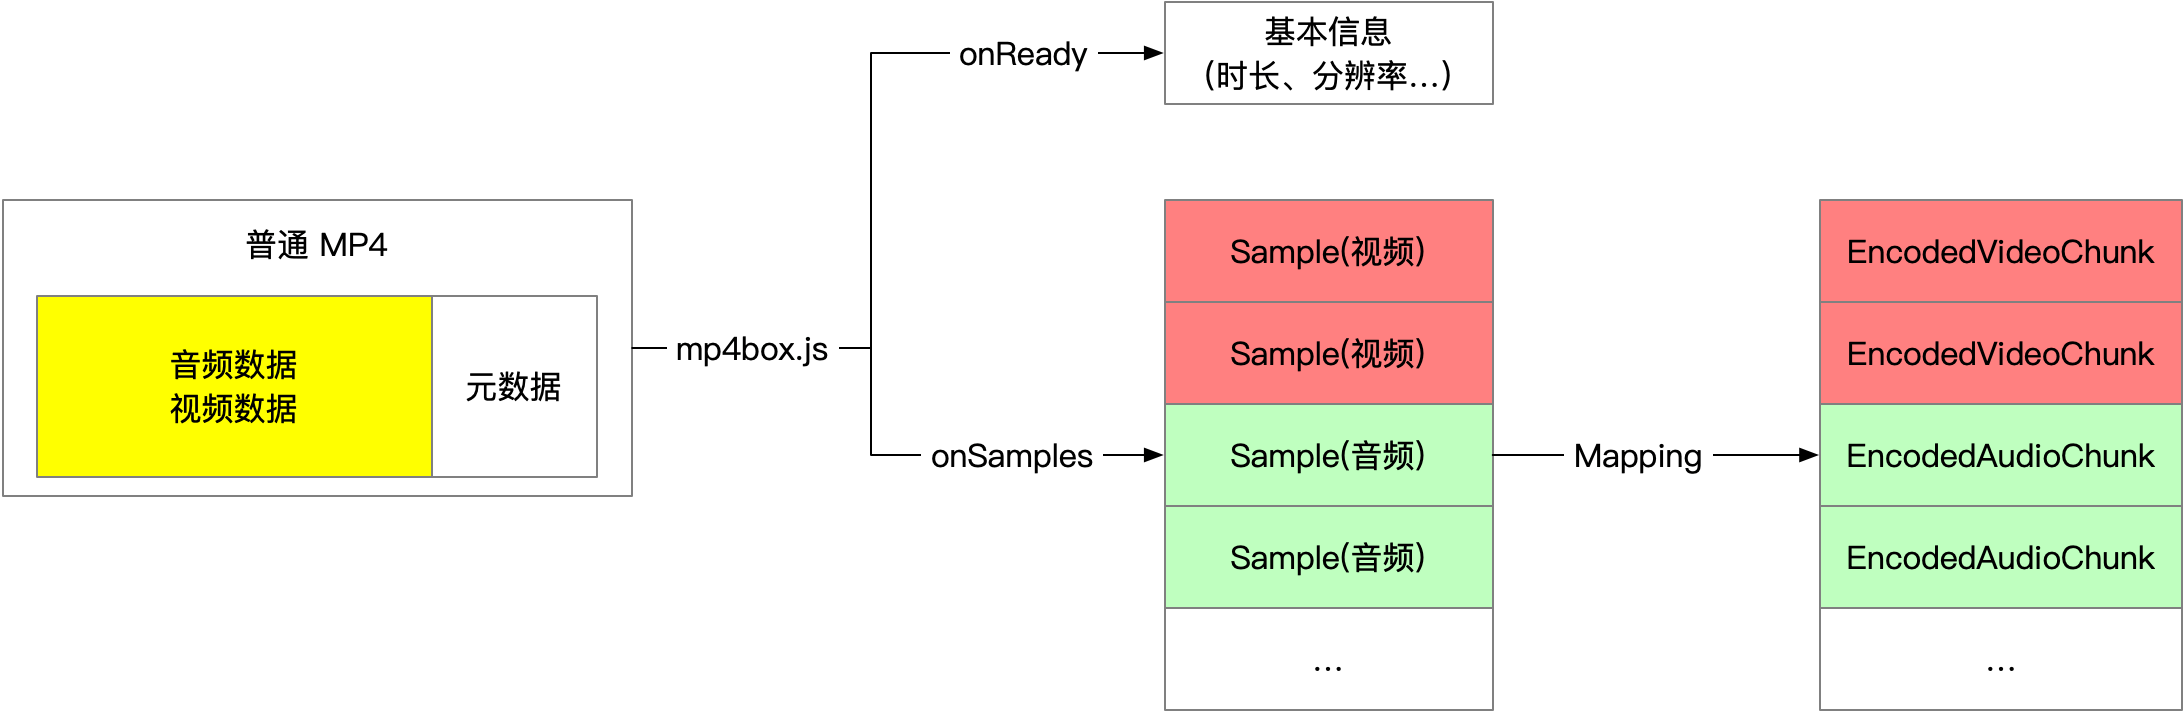 普通 MP4
音频数据
视频数据
元数据
mp4box.js
onReady
基本信息
（时长、分辨率...）
onSamples
Sample(视频)
Sample(视频)
Sample(音频)
Sample(音频)
...
Mapping
EncodedVideoChunk
EncodedVideoChunk
EncodedAudioChunk
EncodedAudioChunk
...